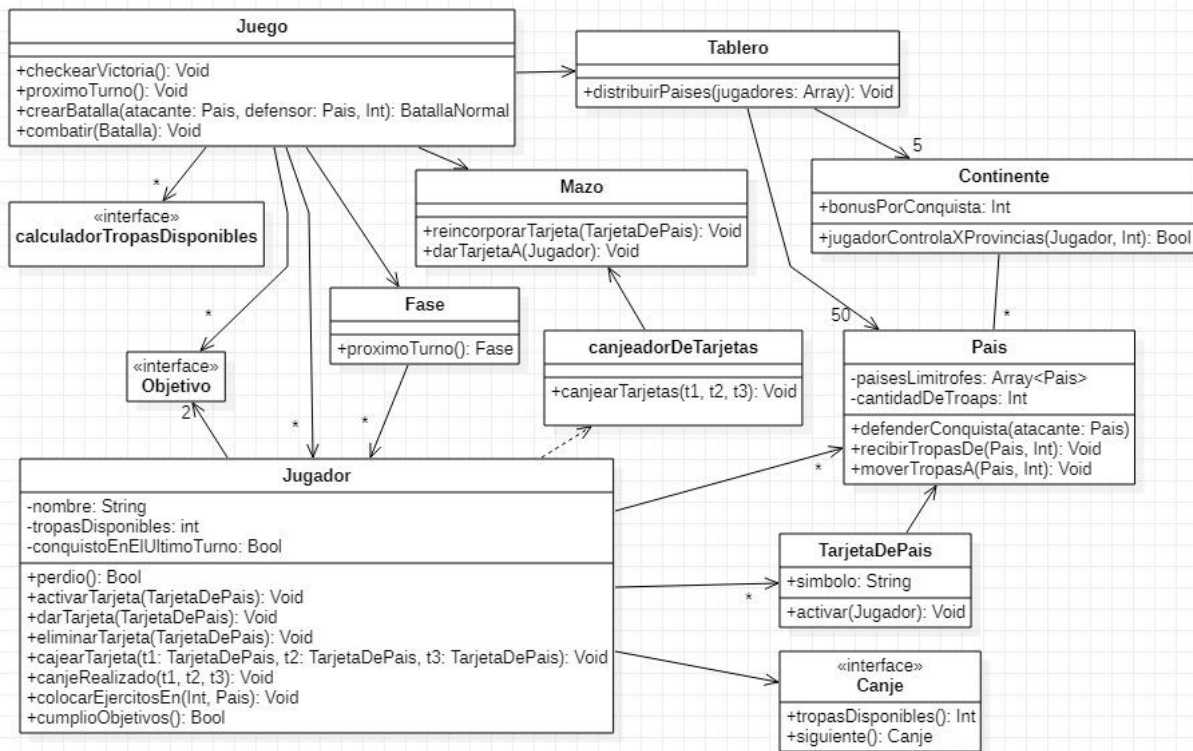 Juego
+checkearVictoria(): Void
+proximoTurno(): Void
+crearBatalla(atacante: Pais, defensor: Pais, Int): BatallaNormal
+combatir(Batalla): Void
Tablero
+distribuirPaises(jugadores: Array): Void
5
*
«interface»
calculadorTropasDisponibles
Mazo
+reincorporarTarjeta(TarjetaDePais): Void
+darTarjetaA(Jugador): Void
Continente
+bonusPorConquista: Int
+jugadorControlaXProvincias(Jugador, Int): Bool
*
50
*
Fase
+proximoTurno(): Fase
«interface»
Objetivo
2
*
*
canjeadorDeTarjetas
+canjearTarjetas(t1, t2, t3): Void
Pais
-paisesLimitrofes: Array<Pais>
-cantidadDeTroaps: Int
+defenderConquista(atacante: Pais)
+recibirTropasDe(Pais, Int): Void
+moverTropasA(Pais, Int): Void
*
Jugador
-nombre: String
-tropasDisponibles: int
-conquistoEnElUltimoTurno: Bool
+perdio(): Bool
+activarTarjeta(TarjetaDePais): Void
+darTarjeta(TarjetaDePais): Void
+eliminarTarjeta(TarjetaDePais): Void
+cajearTarjeta(t1: TarjetaDePais, t2: TarjetaDePais, t3: TarjetaDePais): Void
+canjeRealizado(t1, t2, t3): Void
+colocarEjercitosEn(Int, Pais): Void
+cumplioObjetivos(): Bool
TarjetaDePais
+simbolo: String
+activar(Jugador): Void
*
«interface»
Canje
+tropasDisponibles(): Int
+siguiente(): Canje